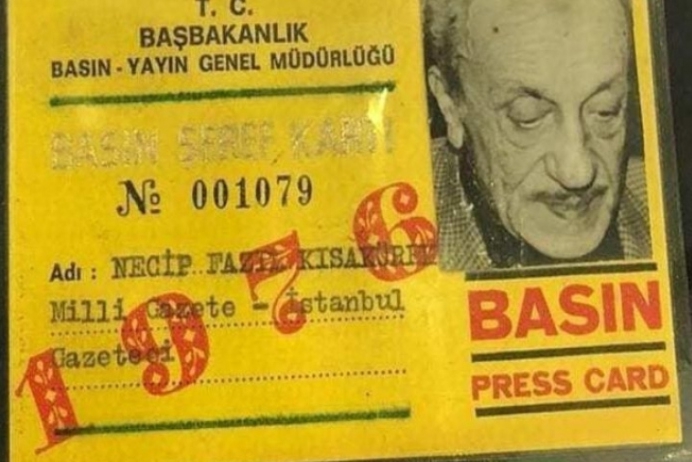 T. C.
BAŞBAKANLIK
BASIN - YAYIN GENEL MÜDÜRLÜĞÜ
BASIN ŞEREF KARTI
№ 001079
1976
Adı : NECİP FAZIL KISAKÜREK
Milli Gazete - İstanbul
Gazeteci
BASIN
PRESS CARD